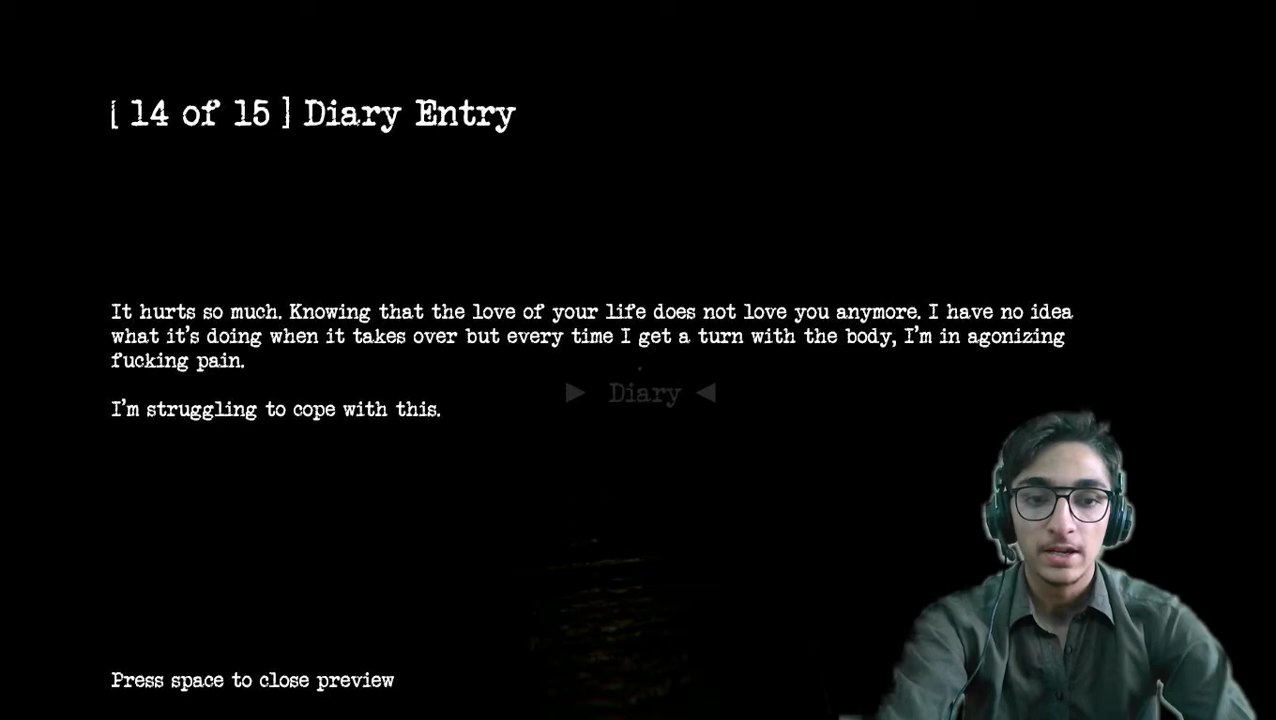 [ 14 of 15 ] Diary Entry
It hurts so much. Knowing that the love of your life does not love you anymore. I have no idea
what it's doing when it takes over but every time I get a turn with the body, I'm in agonizing
fucking pain.
▶ Diary ◀
I'm struggling to cope with this.
Press space to close preview